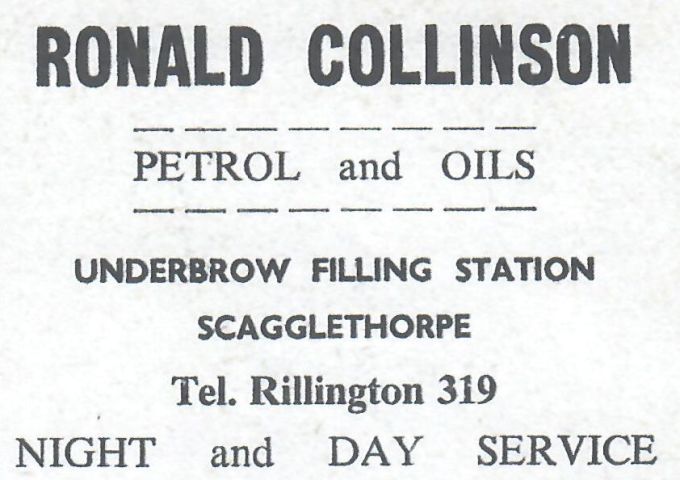 RONALD COLLINSON
PETROL and OILS
UNDERBROW FILLING STATION
SCAGGLETHORPE
Tel. Rillington 319
NIGHT and DAY SERVICE